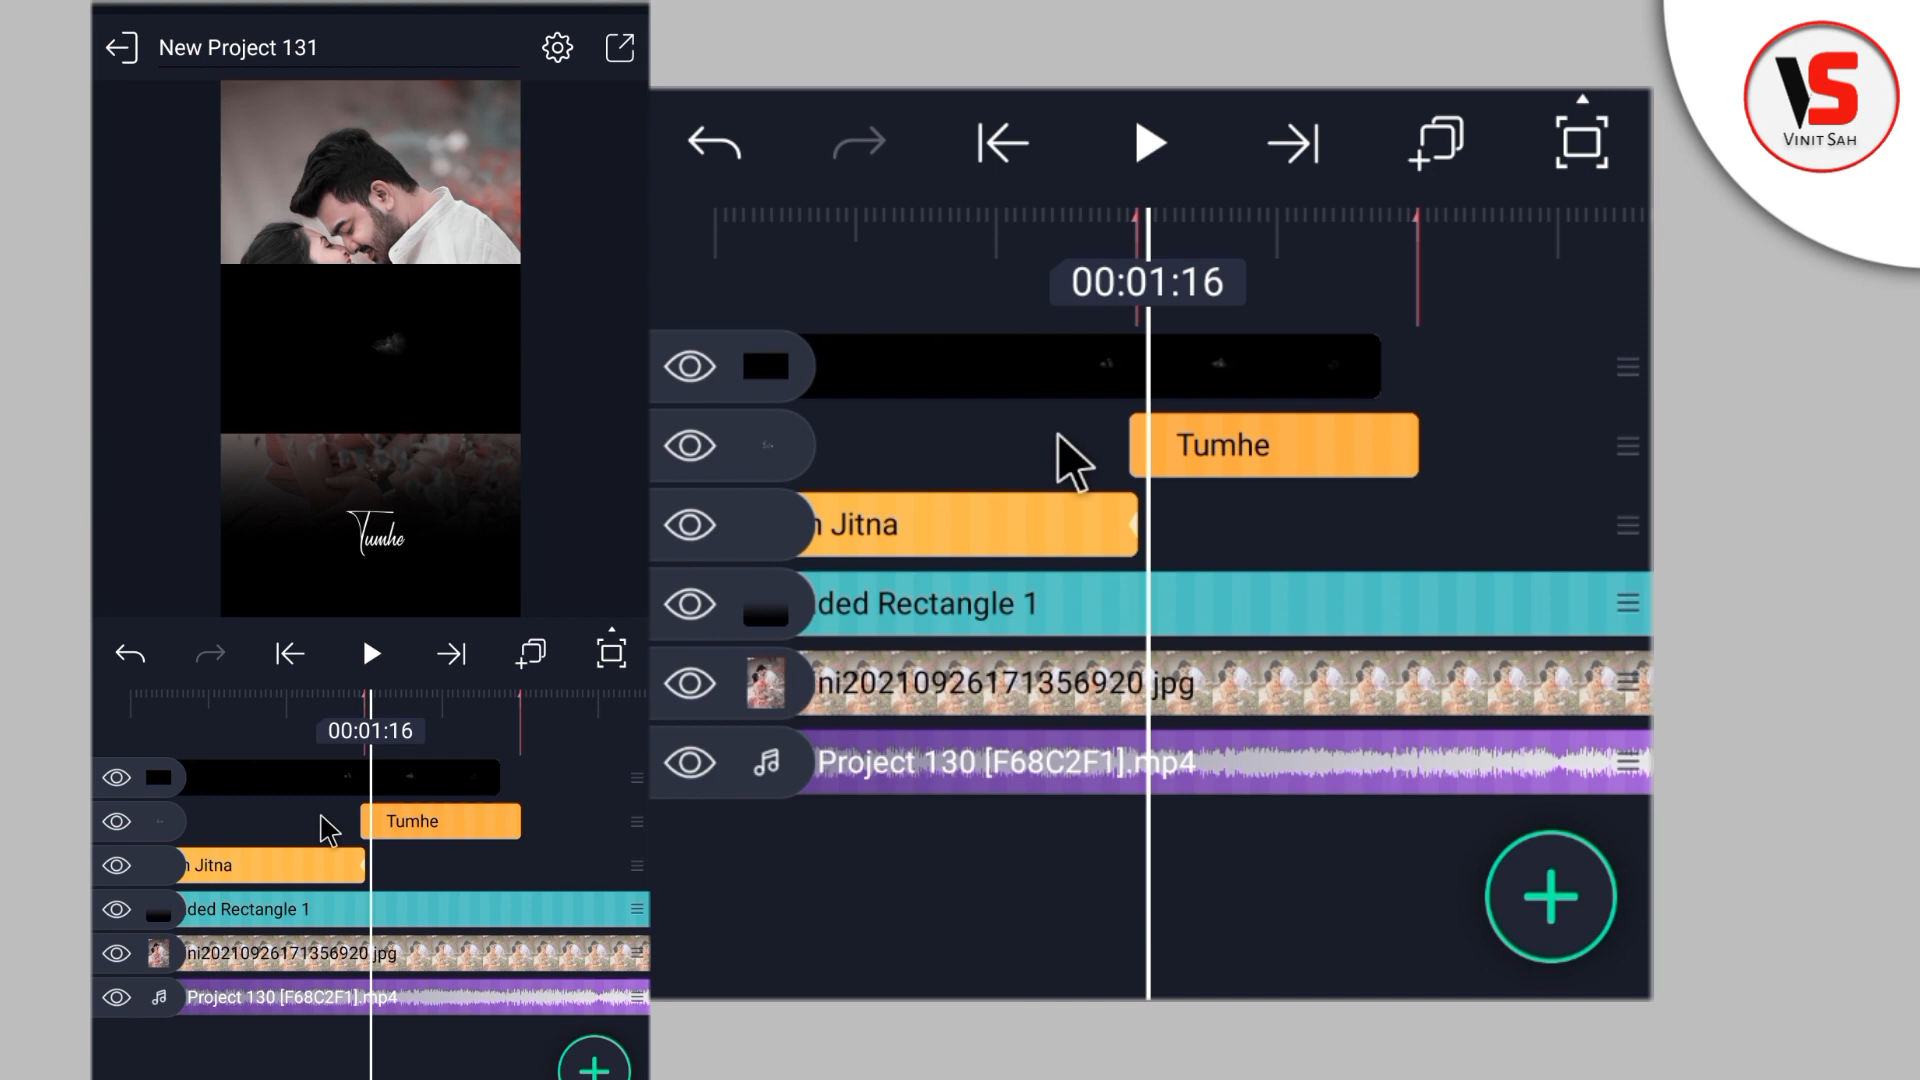 New Project 131
Tumhe
00:01:16
Tumhe
n Jitna
ded Rectangle 1
ni20210926171356920.jpg
Project 130 [F68C2F1].mp4
00:01:16
Tumhe
n Jitna
ded Rectangle 1
ni20210926171356920.jpg
Project 130 [F68C2F1].mp4
VS
VINIT SAH